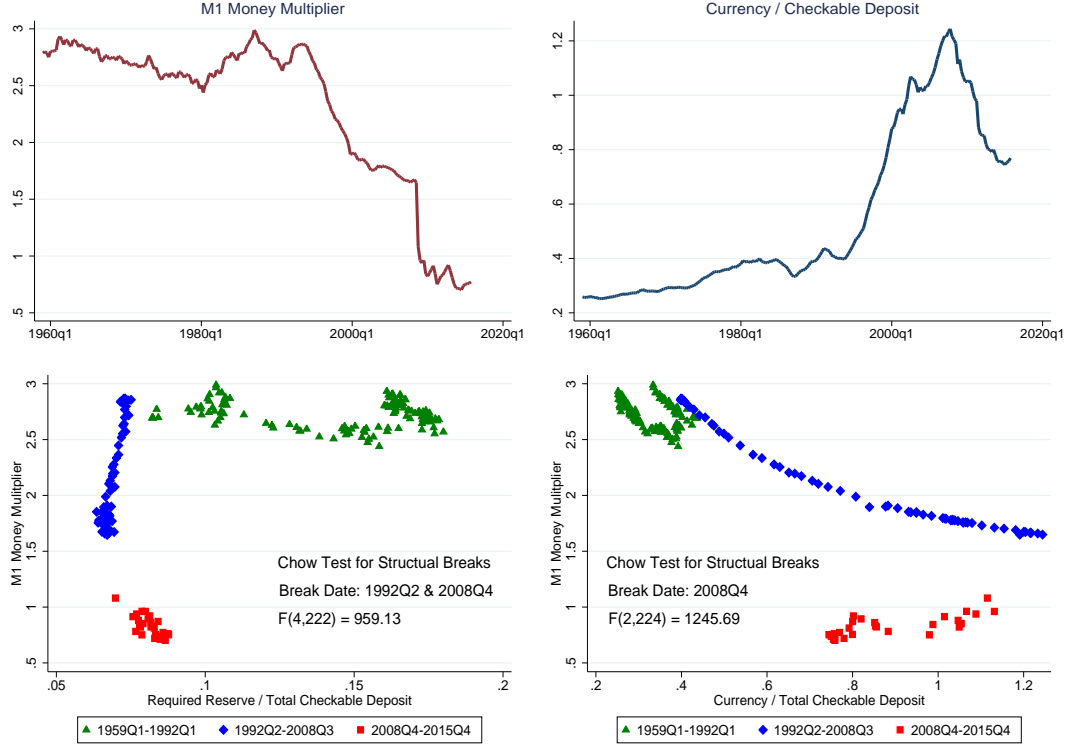 M1 Money Multiplier
3
2.5
2
1.5
1
.5
1960q1
1980q1
2000q1
2020q1
Currency / Checkable Deposit
1.2
1
.8
.6
.4
.2
1960q1
1980q1
2000q1
2020q1
M1 Money Mulitplier
3
2.5
2
1.5
1
.5
Chow Test for Structual Breaks
Break Date: 1992Q2 & 2008Q4
F(4,222) = 959.13
.05
.1
.15
.2
Required Reserve / Total Checkable Deposit
1959Q1-1992Q1
1992Q2-2008Q3
2008Q4-2015Q4
M1 Money Mulitplier
3
2.5
2
1.5
1
.5
Chow Test for Structual Breaks
Break Date: 2008Q4
F(2,224) = 1245.69
.2
.4
.6
.8
1
1.2
Currency / Total Checkable Deposit
1959Q1-1992Q1
1992Q2-2008Q3
2008Q4-2015Q4